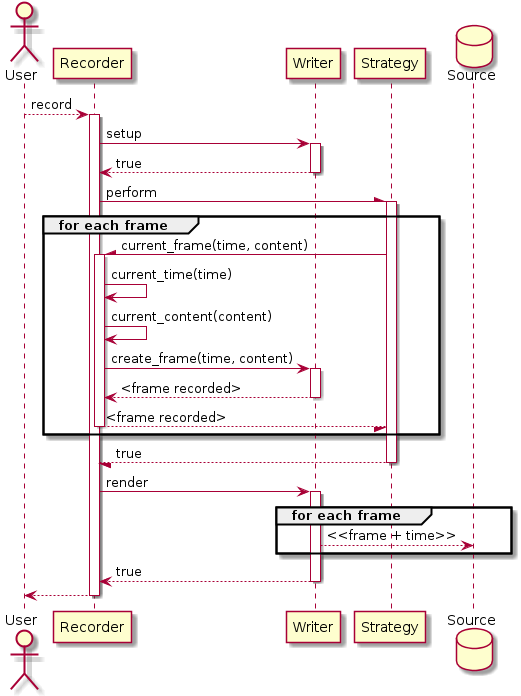 User
Recorder
Writer
Strategy
Source
record
setup
true
perform
for each frame
current_frame(time, content)
current_time(time)
current_content(content)
create_frame(time, content)
<frame recorded>
<frame recorded>
true
render
for each frame
<<frame + time>>
true
User
Recorder
Writer
Strategy
Source